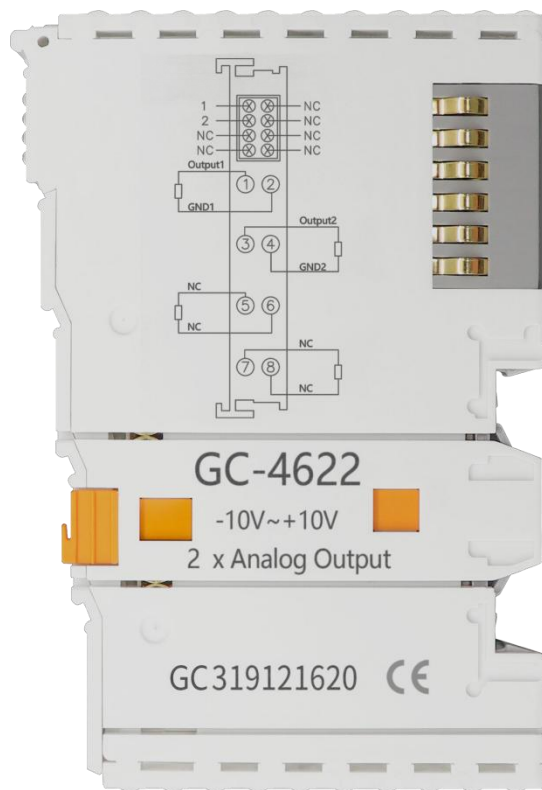 1 NC
2 NC
NC NC
NC NC
Output1
1 2
GND1
Output2
3 4
GND2
NC
5 6
NC
NC
7 8
NC
GC-4622
-10V~+10V
2 x Analog Output
GC319121620 CE